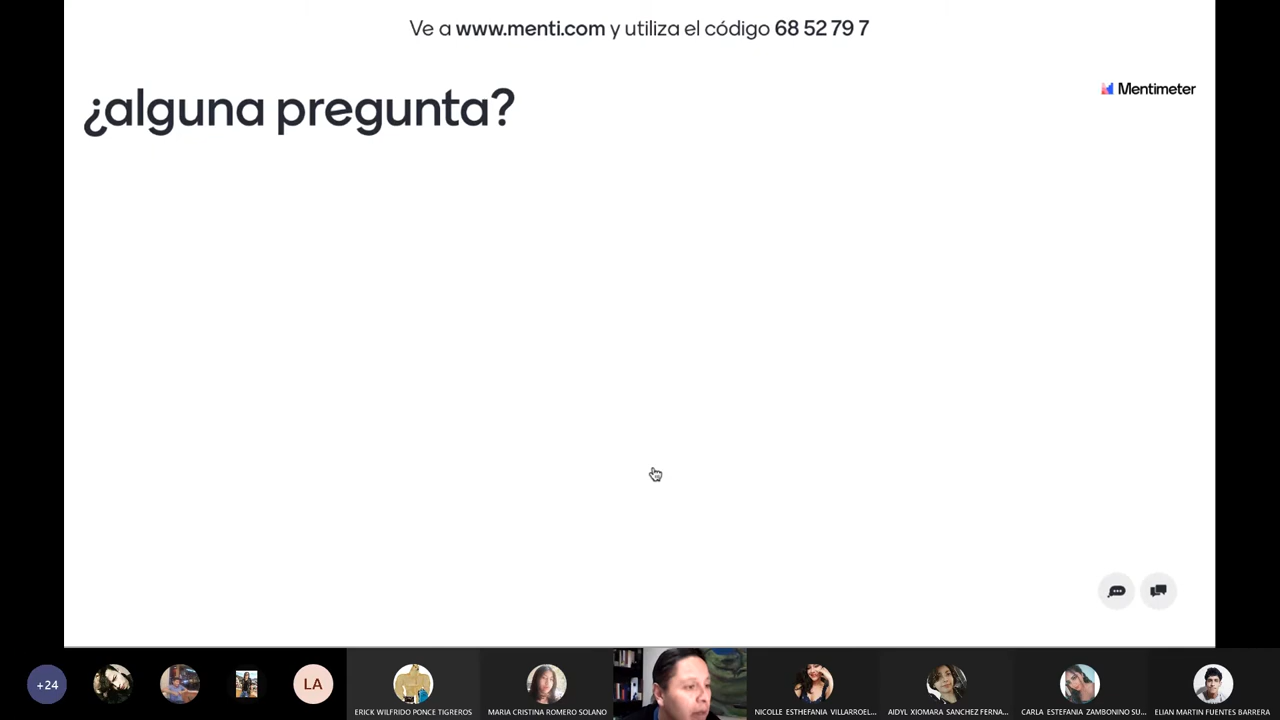 Ve a www.menti.com y utiliza el código 68 52 79 7
¿alguna pregunta?
Mentimeter
+24
LA
ERICK WILFRIDO PONCE TIGREROS
MARIA CRISTINA ROMERO SOLANO
NICOLLE ESTHEFANIA VILLARROEL...
AIDYL XIOMARA SANCHEZ FERNA...
CARLA ESTEFANIA ZAMBONINO SU...
ELIAN MARTIN FUENTES BARRERA